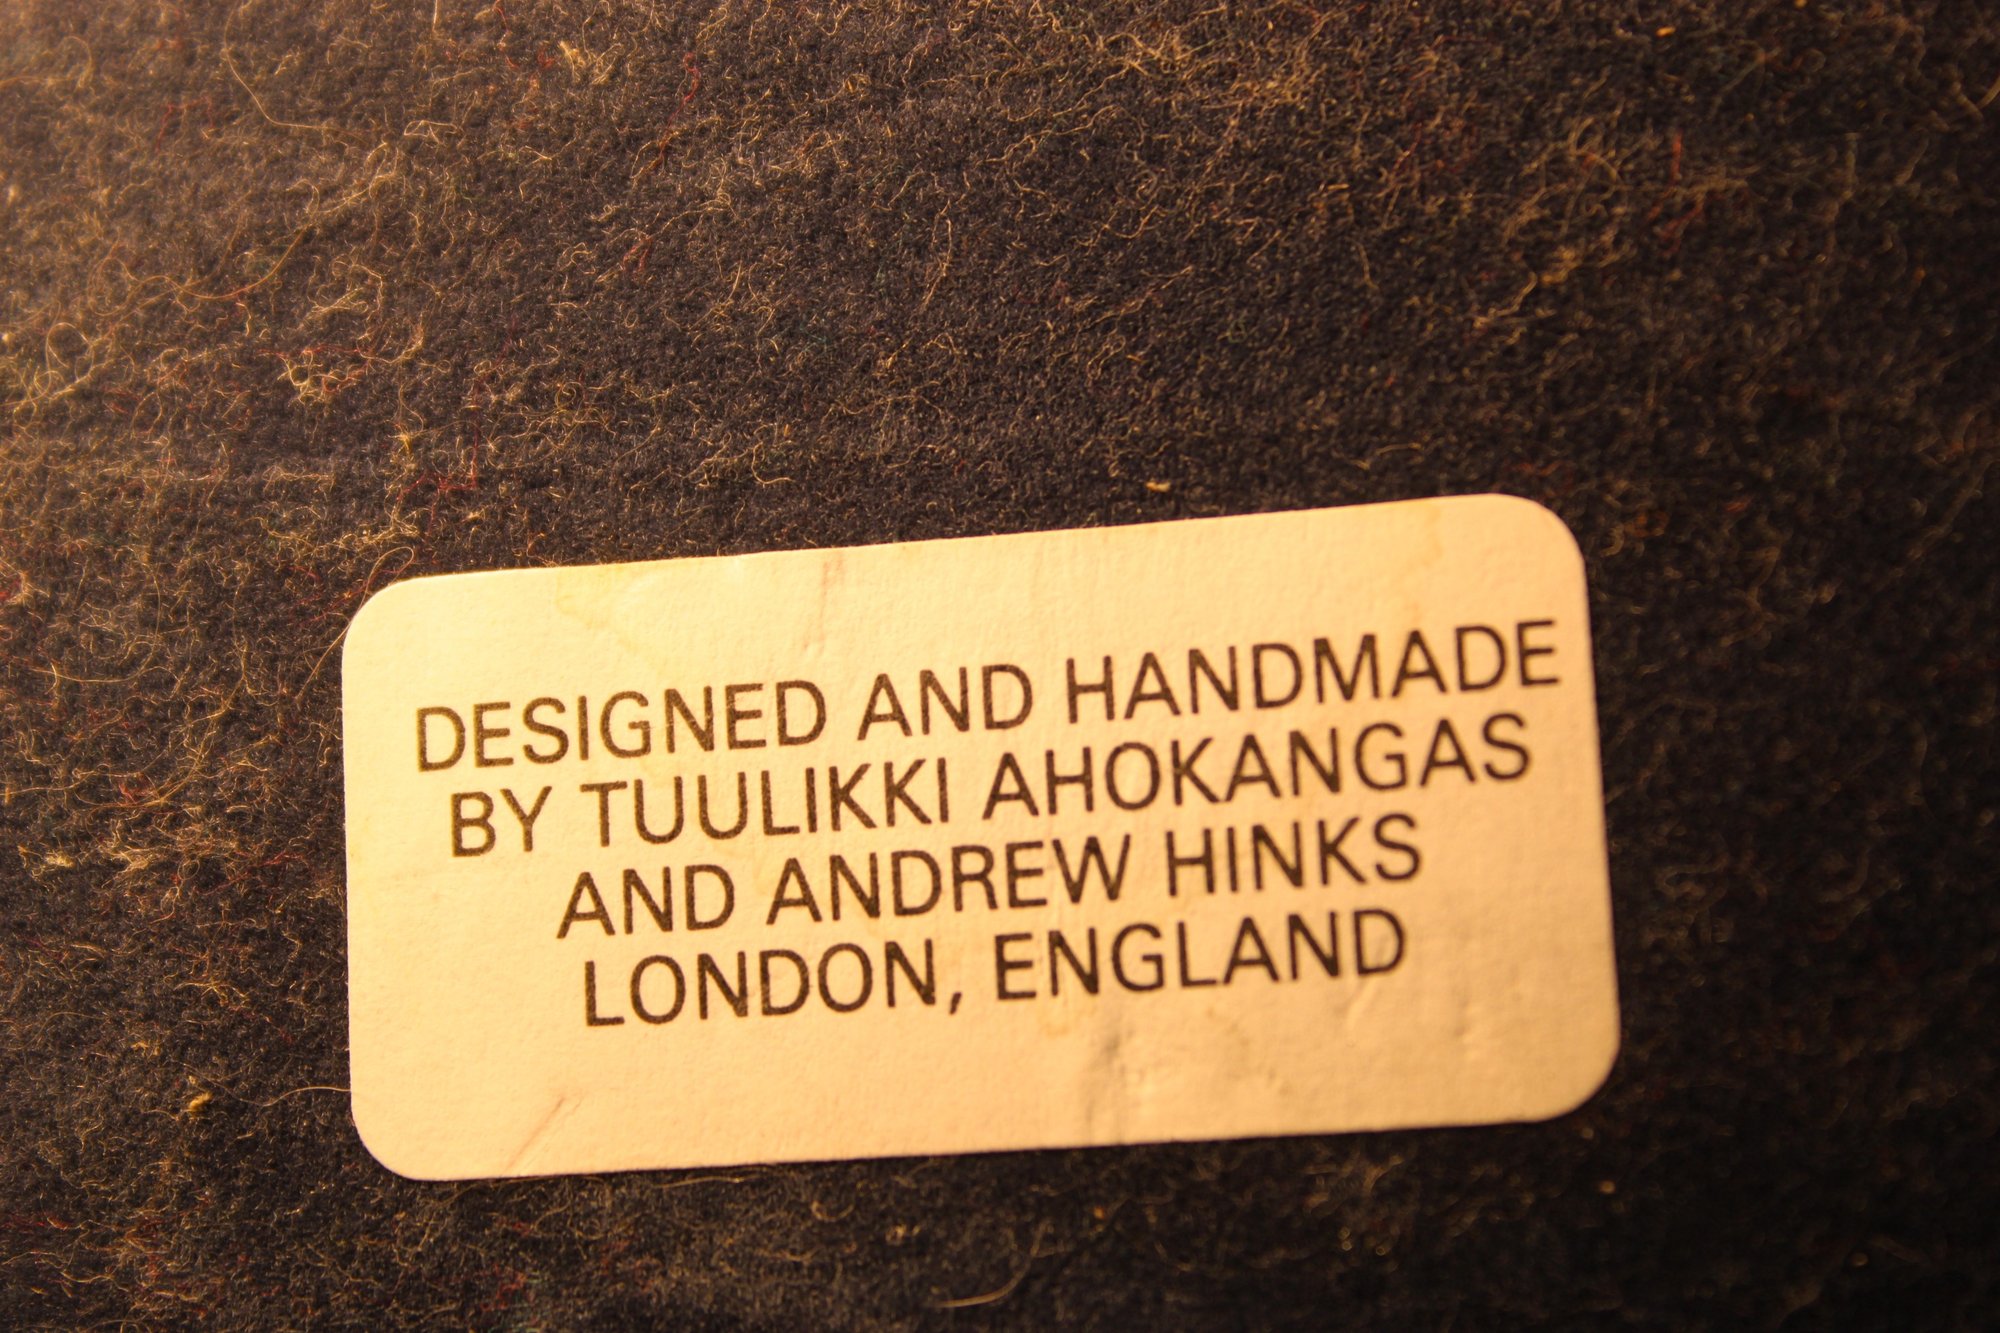 DESIGNED AND HANDMADE
BY TUULIKKI AHOKANGAS
AND ANDREW HINKS
LONDON, ENGLAND